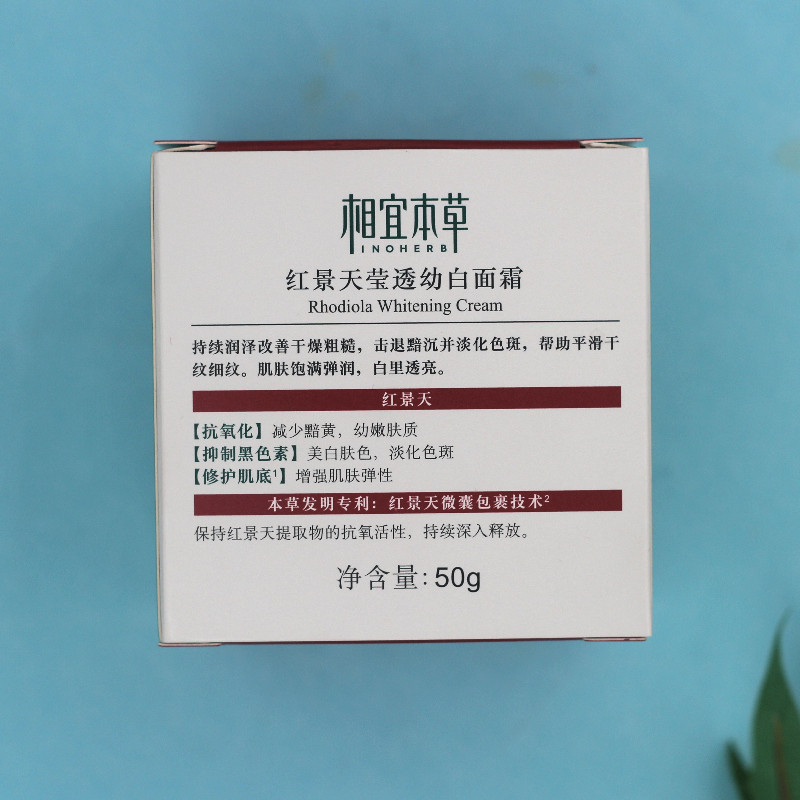 相宜本草
INOHERB
红景天莹透幼白面霜
Rhodiola Whitening Cream
持续润泽改善干燥粗糙，击退黯沉并淡化色斑，帮助平滑干
纹细纹。肌肤饱满弹润，白里透亮。
红景天
【抗氧化】减少黯黄，幼嫩肤质
【抑制黑色素】美白肤色，淡化色斑
【修护肌底¹】增强肌肤弹性
本草发明专利：红景天微囊包裹技术²
保持红景天提取物的抗氧活性，持续深入释放。
净含量：50g